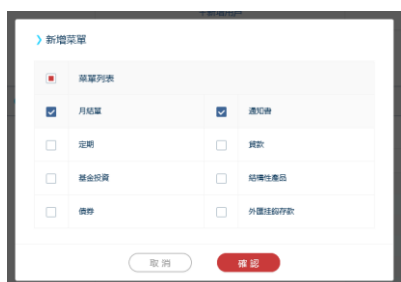 新增菜單
菜單列表
月結單
通知書
定期
貸款
基金投資
結構性產品
債券
外匯挂鈎存款
取消
確認